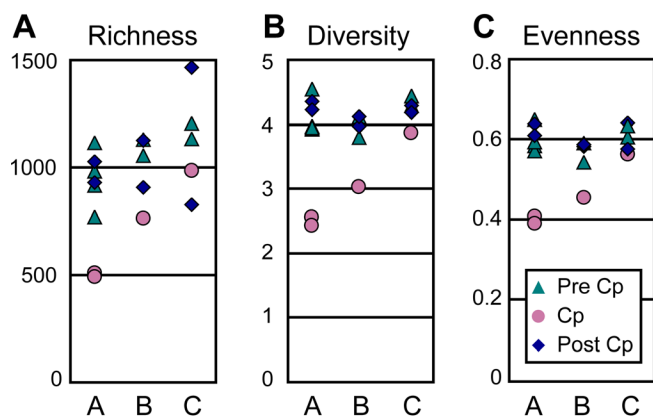 A Richness
1500
1000
500
0
A B C
B Diversity
5
4
3
2
1
0
A B C
C Evenness
0.8
0.6
0.4
0.2
0
Pre Cp
Cp
Post Cp
A B C